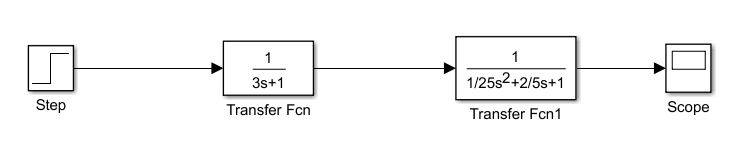 1
3s+1
1
1/25s²+2/5s+1
Step
Transfer Fcn
Transfer Fcn1
Scope